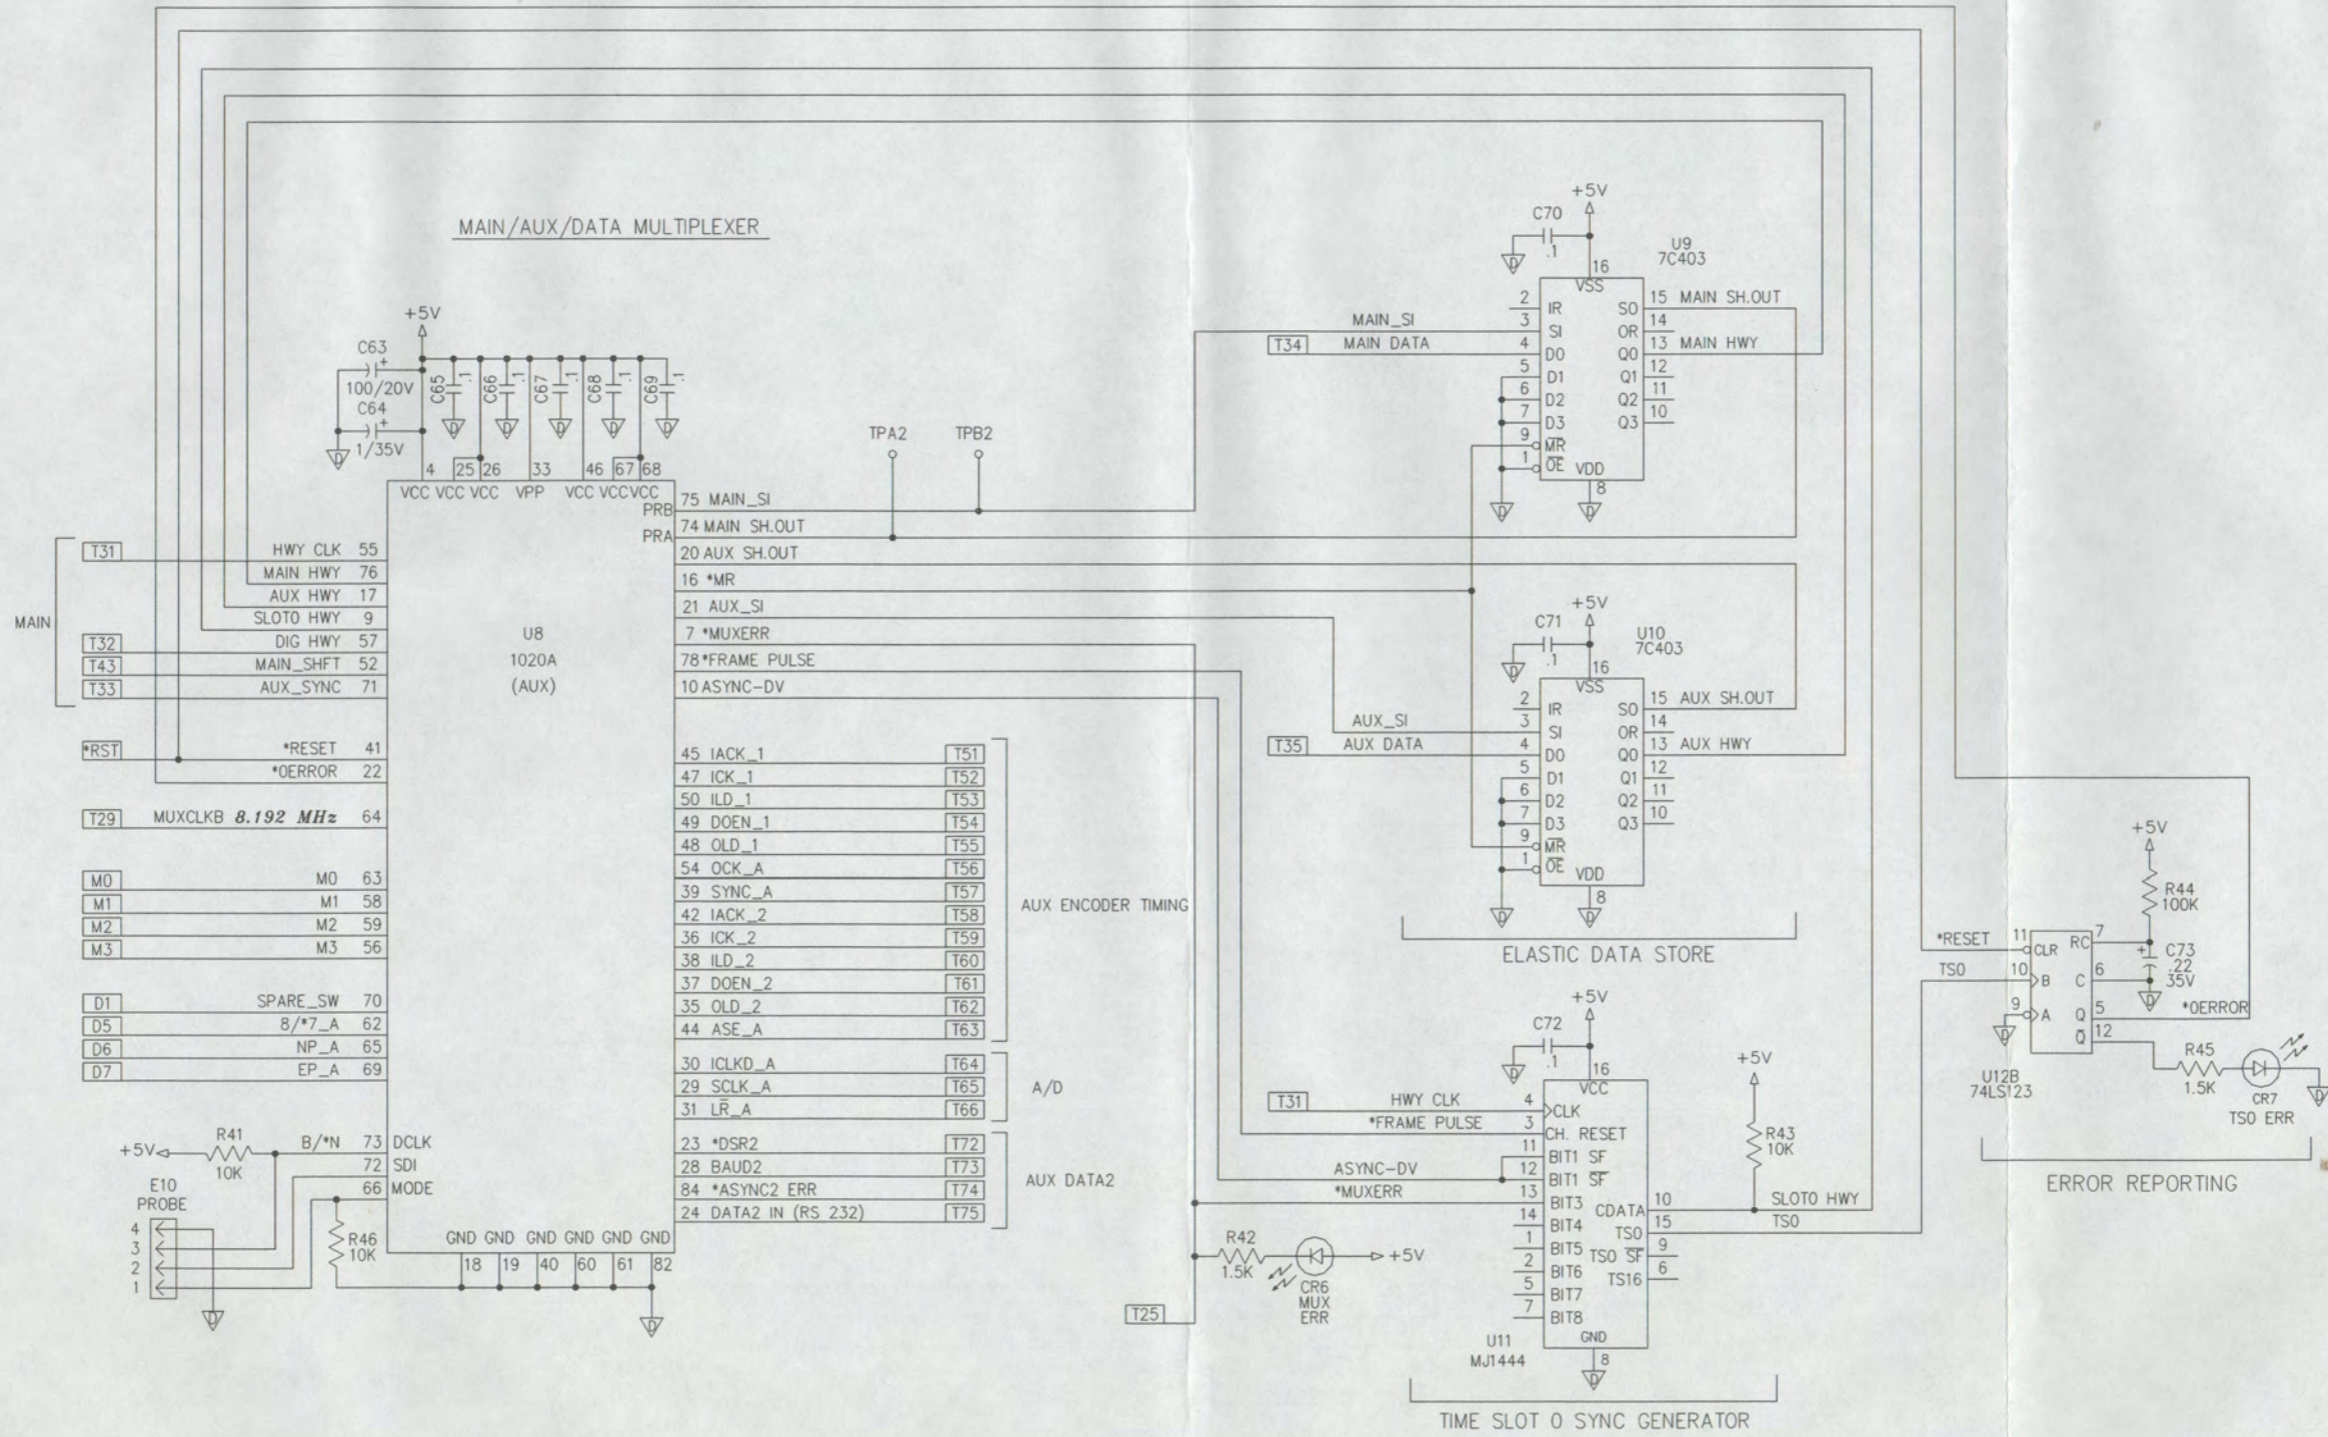 MAIN/AUX/DATA MULTIPLEXER
+5V
C63
100/20V
C64
1/35V
D
C65 .1
C66 .1
C67 .1
C68 .1
C69 .1
D D D D D
4 25 26 33 46 67 68
VCC VCC VCC VPP VCC VCC VCC
U8
1020A
(AUX)
MAIN
T31 HWY CLK 55
MAIN HWY 76
AUX HWY 17
SLOT0 HWY 9
T32 DIG HWY 57
T43 MAIN_SHFT 52
T33 AUX_SYNC 71
*RST *RESET 41
*0ERROR 22
T29 MUXCLKB 8.192 MHz 64
M0 M0 63
M1 M1 58
M2 M2 59
M3 M3 56
D1 SPARE_SW 70
D5 8/*7_A 62
D6 NP_A 65
D7 EP_A 69
+5V R41 10K B/*N 73 DCLK
72 SDI
66 MODE
E10
PROBE
4
3
2
1
D
R46
10K
GND GND GND GND GND GND
18 19 40 60 61 82
D
PRB 75 MAIN_SI
PRA 74 MAIN SH.OUT
20 AUX SH.OUT
16 *MR
21 AUX_SI
7 *MUXERR
78 *FRAME PULSE
10 ASYNC-DV
TPA2
TPB2
45 IACK_1 T51
47 ICK_1 T52
50 ILD_1 T53
49 DOEN_1 T54
48 OLD_1 T55
54 OCK_A T56
39 SYNC_A T57
42 IACK_2 T58
36 ICK_2 T59
38 ILD_2 T60
37 DOEN_2 T61
35 OLD_2 T62
44 ASE_A T63
AUX ENCODER TIMING
30 ICLKD_A T64
29 SCLK_A T65
31 LR̅_A T66
A/D
23 *DSR2 T72
28 BAUD2 T73
84 *ASYNC2 ERR T74
24 DATA2 IN (RS 232) T75
AUX DATA2
+5V
C70
.1
D
U9
7C403
16
VSS
2 IR SO 15 MAIN SH.OUT
MAIN_SI 3 SI OR 14
T34 MAIN DATA 4 D0 Q0 13 MAIN HWY
5 D1 Q1 12
6 D2 Q2 11
7 D3 Q3 10
9 M̅R̅
1 O̅E̅ VDD
8
D D
+5V
C71
.1
D
U10
7C403
16
VSS
2 IR SO 15 AUX SH.OUT
AUX_SI 3 SI OR 14
T35 AUX DATA 4 D0 Q0 13 AUX HWY
5 D1 Q1 12
6 D2 Q2 11
7 D3 Q3 10
9 M̅R̅
1 O̅E̅ VDD
8
D D
ELASTIC DATA STORE
+5V
C72
.1
D
16
VCC
T31 HWY CLK 4 CLK
*FRAME PULSE 3 CH. RESET
11 BIT1 SF
ASYNC-DV 12 BIT1 S̅F̅
*MUXERR 13 BIT3
14 BIT4
1 BIT5
2 BIT6
5 BIT7
7 BIT8
CDATA 10 SLOT0 HWY
TS0 15 TS0
TS0 S̅F̅ 9
TS16 6
GND
8
D
U11
MJ1444
+5V
R43
10K
R42
1.5K
CR6
MUX
ERR
+5V
T25
TIME SLOT 0 SYNC GENERATOR
+5V
R44
100K
C73
+
.22
35V
D
*RESET 11 CLR RC 7
TS0 10 B C 6
9 A Q 5 *0ERROR
D
Q̅ 12
U12B
74LS123
R45
1.5K
CR7
TS0 ERR
D
ERROR REPORTING